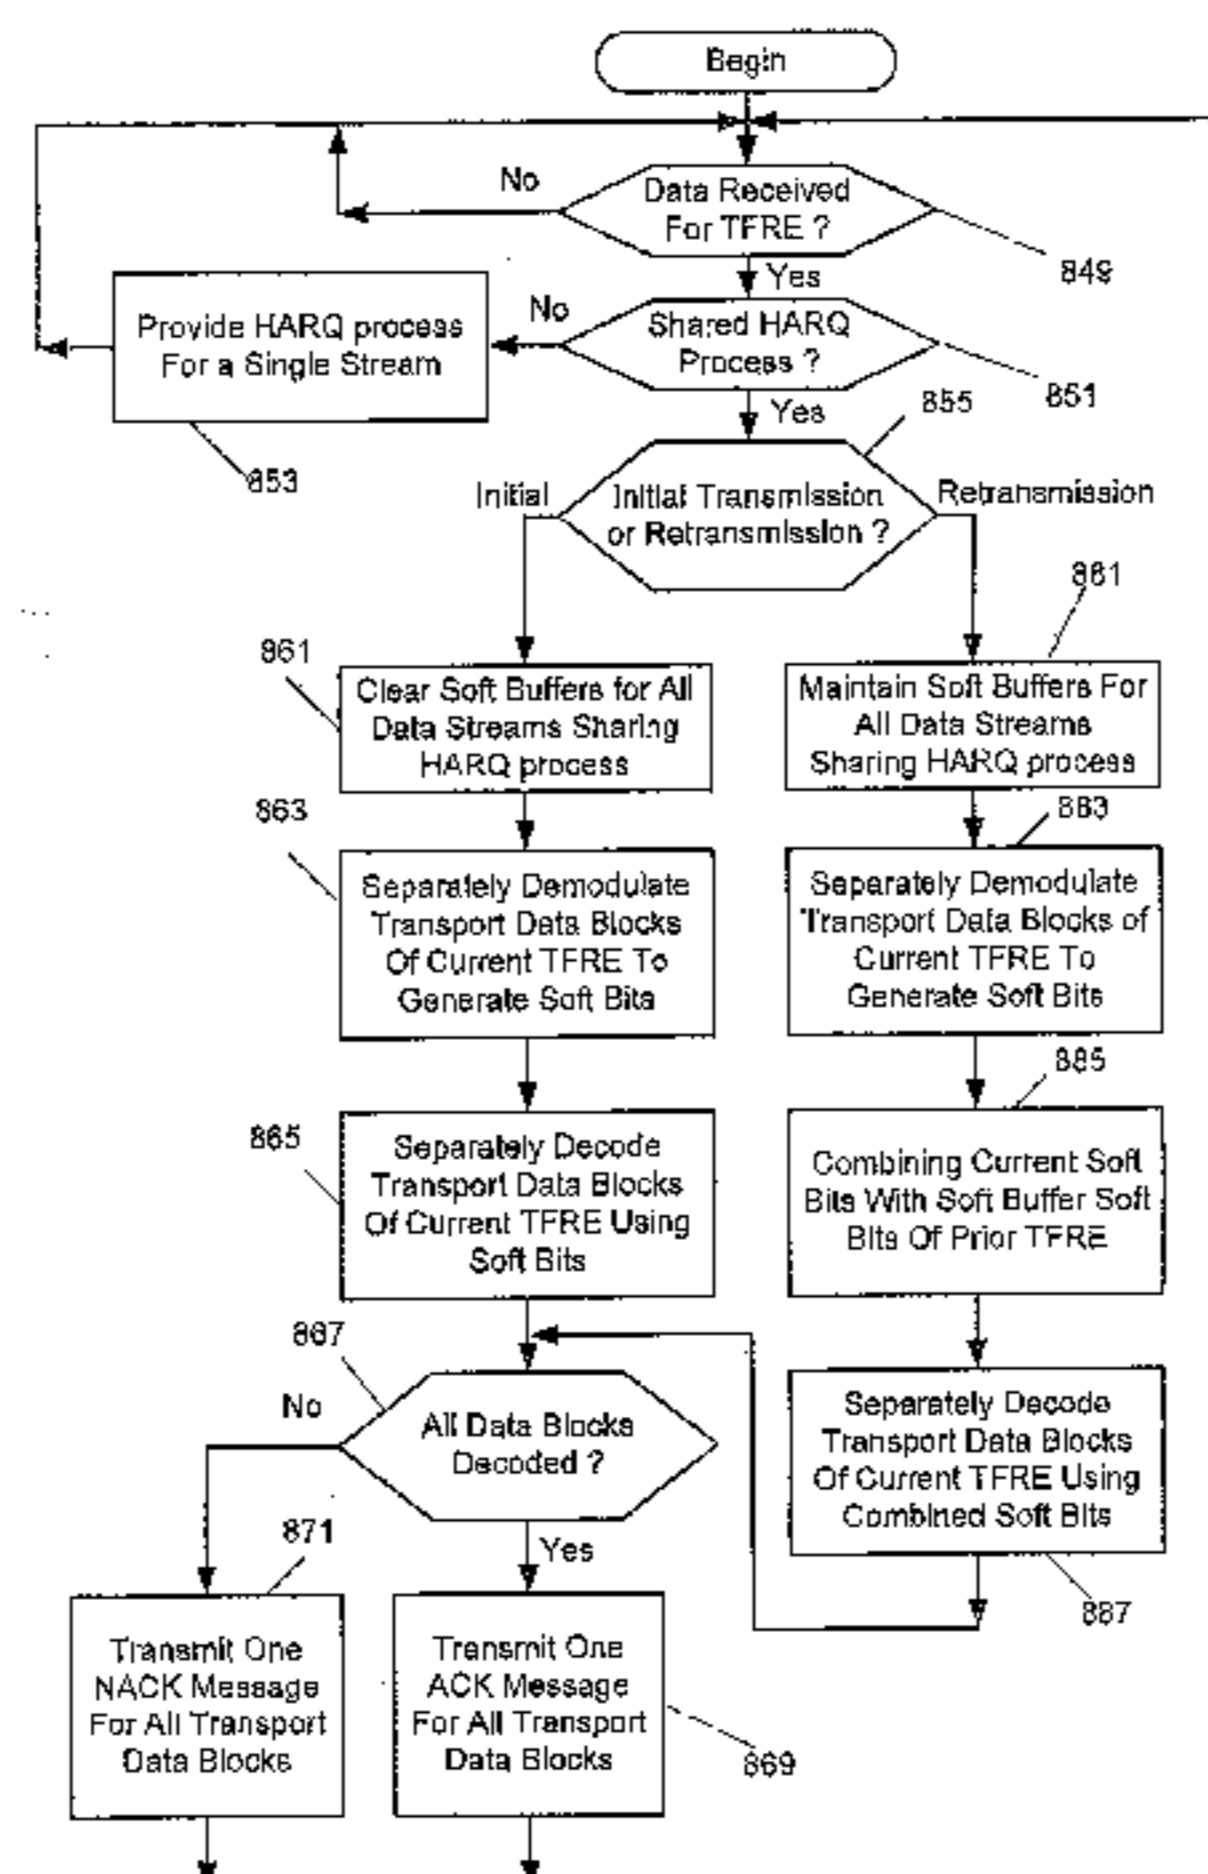 Begin
No
Data Received
For TFRE ?
849
Yes
No
Provide HARQ process
For a Single Stream
Shared HARQ
Process ?
851
853
Yes
855
Initial
Initial Transmission
or Retransmission ?
Retransmission
861
Clear Soft Buffers for All
Data Streams Sharing
HARQ process
881
Maintain Soft Buffers For
All Data Streams
Sharing HARQ process
863
Separately Demodulate
Transport Data Blocks
Of Current TFRE To
Generate Soft Bits
883
Separately Demodulate
Transport Data Blocks of
Current TFRE To
Generate Soft Bits
865
Separately Decode
Transport Data Blocks
Of Current TFRE Using
Soft Bits
885
Combining Current Soft
Bits With Soft Buffer Soft
Bits Of Prior TFRE
867
No
All Data Blocks
Decoded ?
Yes
Separately Decode
Transport Data Blocks
Of Current TFRE Using
Combined Soft Bits
887
871
Transmit One
NACK Message
For All Transport
Data Blocks
Transmit One
ACK Message
For All Transport
Data Blocks
869